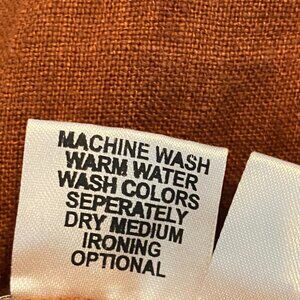 MACHINE WASH
WARM WATER
WASH COLORS
SEPERATELY
DRY MEDIUM
IRONING
OPTIONAL